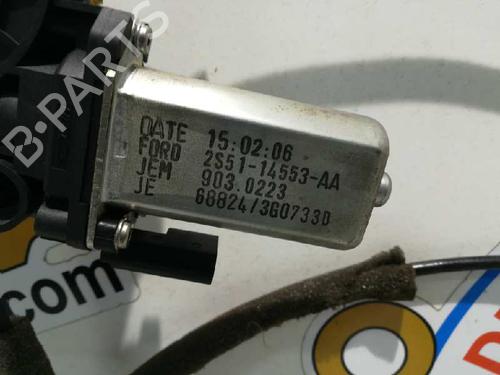 B-PARTS
DATE 15:02:06
FORD 2S51-14553-AA
JEM 903.0223
JE 68824/3G0733D
.com